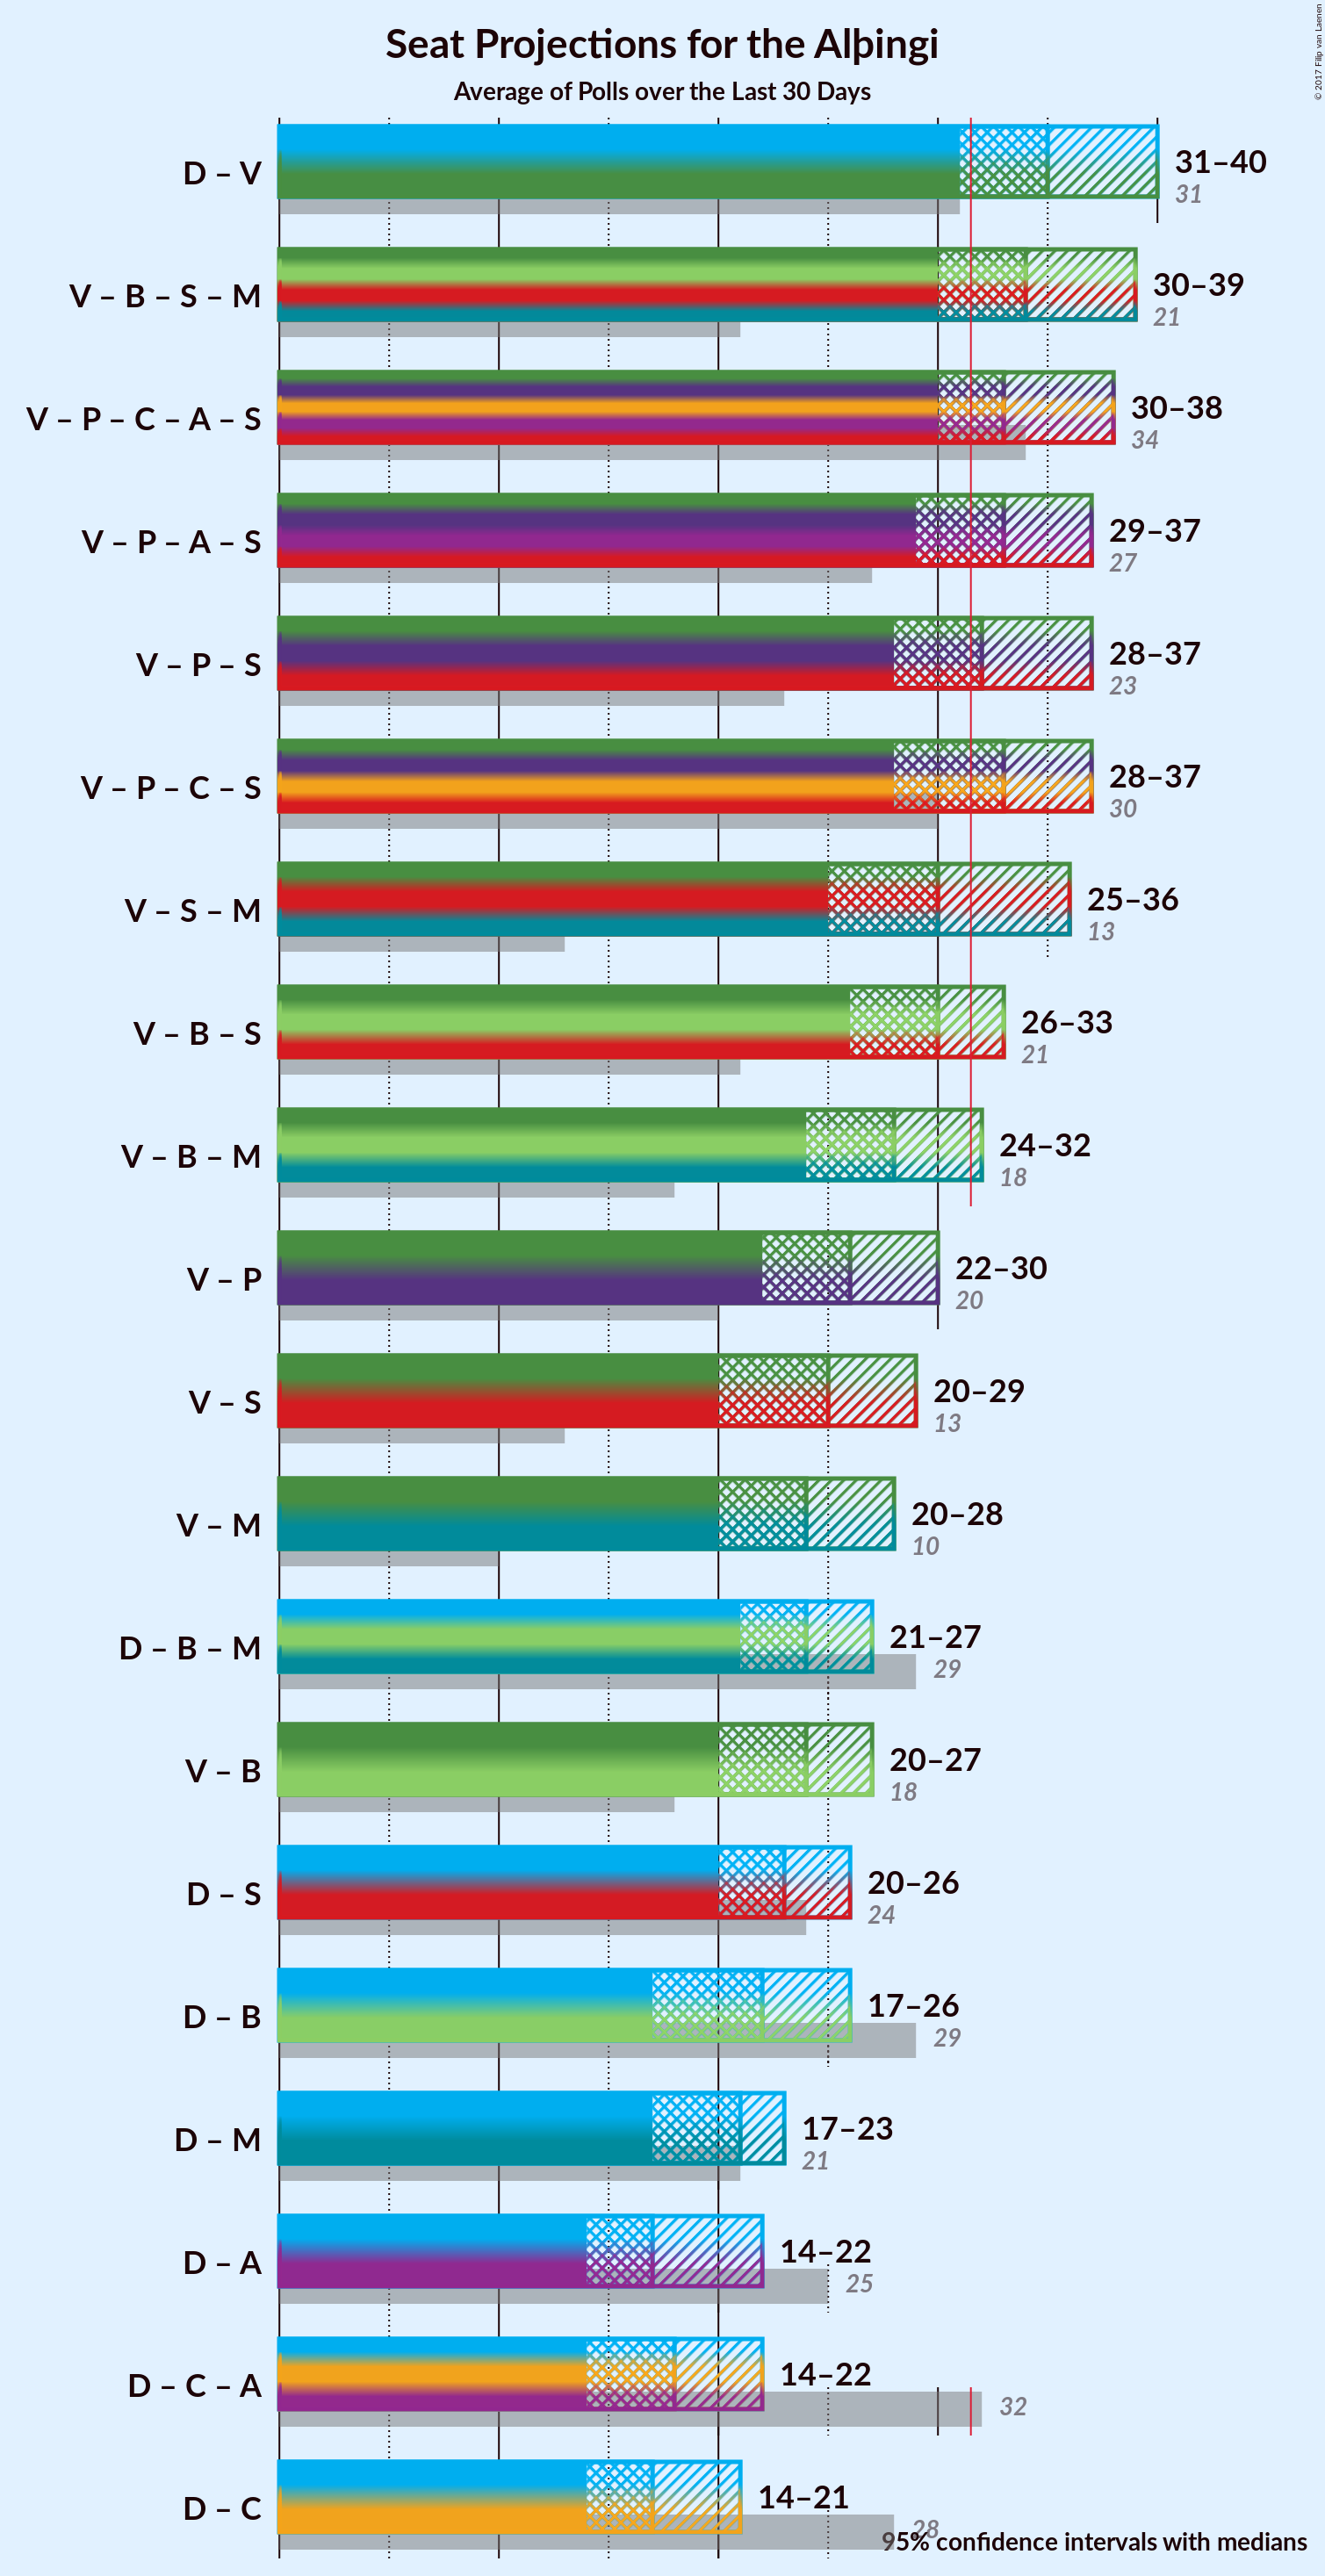 Seat Projections for the Alþingi
Average of Polls over the Last 30 Days
© 2017 Filip van Laenen
D – V
31–40
31
V – B – S – M
30–39
21
V – P – C – A – S
30–38
34
V – P – A – S
29–37
27
V – P – S
28–37
23
V – P – C – S
28–37
30
V – S – M
25–36
13
V – B – S
26–33
21
V – B – M
24–32
18
V – P
22–30
20
V – S
20–29
13
V – M
20–28
10
D – B – M
21–27
29
V – B
20–27
18
D – S
20–26
24
D – B
17–26
29
D – M
17–23
21
D – A
14–22
25
D – C – A
14–22
32
D – C
14–21
28
95% confidence intervals with medians